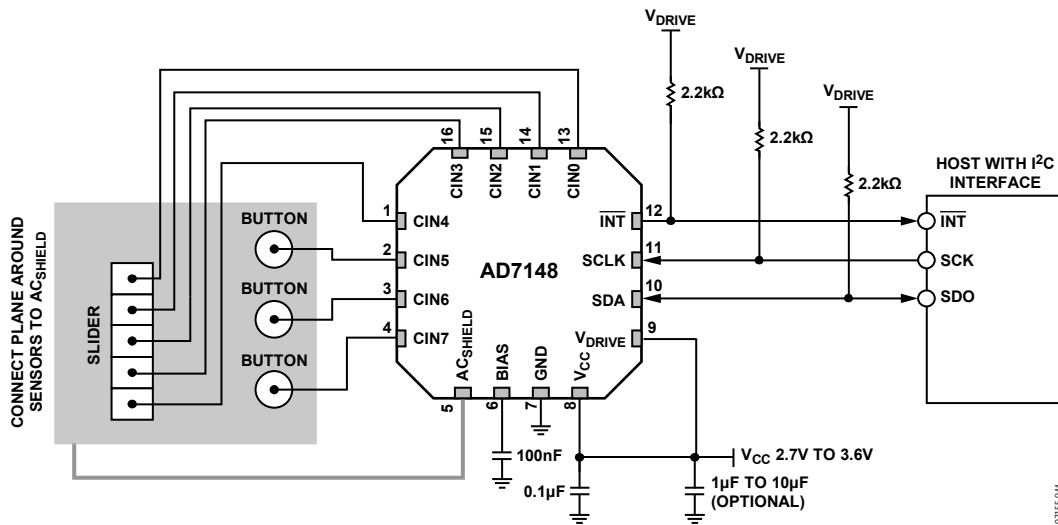 VDRIVE
VDRIVE
VDRIVE
2.2kΩ
2.2kΩ
2.2kΩ
HOST WITH I2C
INTERFACE
16
15
14
13
CIN3
CIN2
CIN1
CIN0
CONNECT PLANE AROUND
SENSORS TO ACSHIELD
SLIDER
BUTTON
BUTTON
BUTTON
1
CIN4
2
CIN5
3
CIN6
4
CIN7
AD7148
INT
12
INT
SCLK
11
SCK
SDA
10
SDO
VDRIVE
9
ACSHIELD
BIAS
GND
VCC
5
6
7
8
100nF
0.1µF
VCC 2.7V TO 3.6V
1µF TO 10µF
(OPTIONAL)